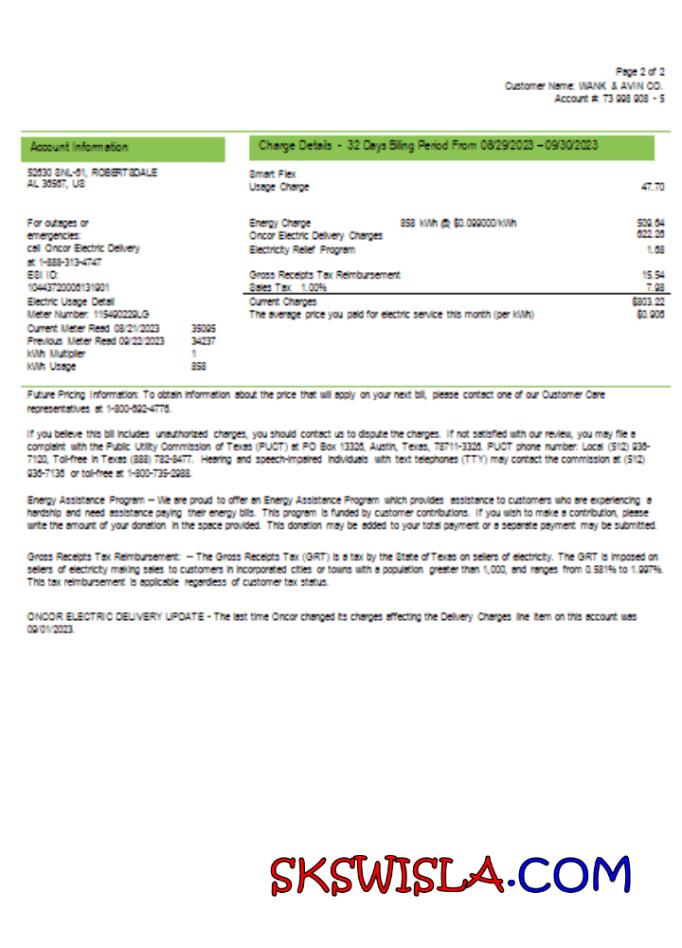 Page 2 of 2
Customer Name: WANK & AVIN CO.
Account #: 73 998 908 - 5
Account Information
Charge Details - 32 Days Biling Period From 08/29/2023 – 09/30/2023
52630 SNL-61, ROBERTSDALE
AL 36567, US
Smart Flex
Usage Charge 47.70
For outages or
emergencies:
call Oncor Electric Delivery
at 1-888-313-4747
ESI ID:
10443720006131901
Electric Usage Detail
Meter Number: 115490229LG
Current Meter Read 08/21/2023 35095
Previous Meter Read 09/22/2023 34237
kWh Multiplier 1
kWh Usage 858
Energy Charge 858 kWh @ $0.099000/kWh 509.64
Oncor Electric Delivery Charges 622.26
Electricity Relief Program 1.68
Gross Receipts Tax Reimbursement 15.54
Sales Tax 1.00% 7.98
Current Charges $803.22
The average price you paid for electric service this month (per kWh) $0.906
Future Pricing Information: To obtain information about the price that will apply on your next bill, please contact one of our Customer Care
representatives at 1-800-692-4776.
If you believe this bill includes unauthorized charges, you should contact us to dispute the charges. If not satisfied with our review, you may file a
complaint with the Public Utility Commission of Texas (PUCT) at PO Box 13326, Austin, Texas, 78711-3326. PUCT phone number: Local (512) 936-
7120, Toll-free in Texas (888) 782-8477. Hearing and speech-impaired individuals with text telephones (TTY) may contact the commission at (512)
936-7136 or toll-free at 1-800-735-2988.
Energy Assistance Program – We are proud to offer an Energy Assistance Program which provides assistance to customers who are experiencing a
hardship and need assistance paying their energy bills. This program is funded by customer contributions. If you wish to make a contribution, please
write the amount of your donation in the space provided. This donation may be added to your total payment or a separate payment may be submitted.
Gross Receipts Tax Reimbursement: – The Gross Receipts Tax (GRT) is a tax by the State of Texas on sellers of electricity. The GRT is imposed on
sellers of electricity making sales to customers in incorporated cities or towns with a population greater than 1,000, and ranges from 0.581% to 1.997%.
This tax reimbursement is applicable regardless of customer tax status.
ONCOR ELECTRIC DELIVERY UPDATE - The last time Oncor changed its charges affecting the Delivery Charges line item on this account was
09/01/2023.
SKSWISLA.COM